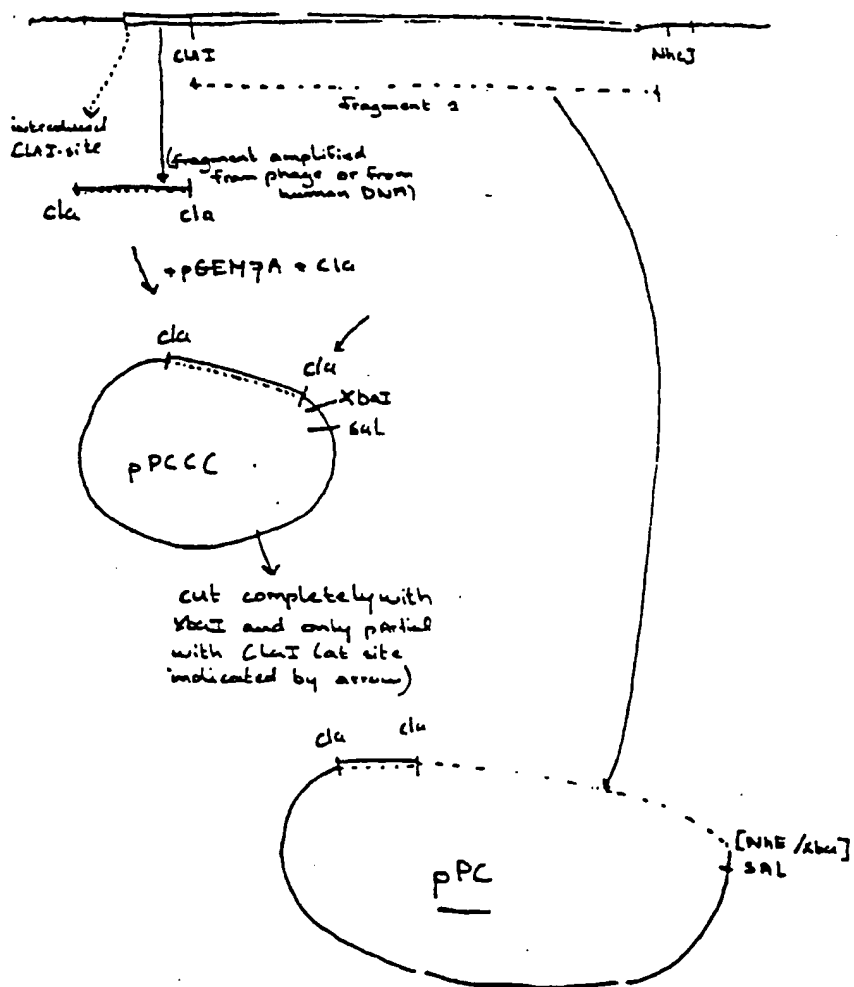 ClaI
NheI
fragment 2
introduced
ClaI-site
(fragment amplified
from phage or from
human DNA)
cla
cla
+pGEM7A + Cla
cla
cla
XbaI
sal
pPCCC
cut completely with
XbaI and only partial
with ClaI (at site
indicated by arrow)
cla
cla
[NhE/Xba]
SAL
pPC